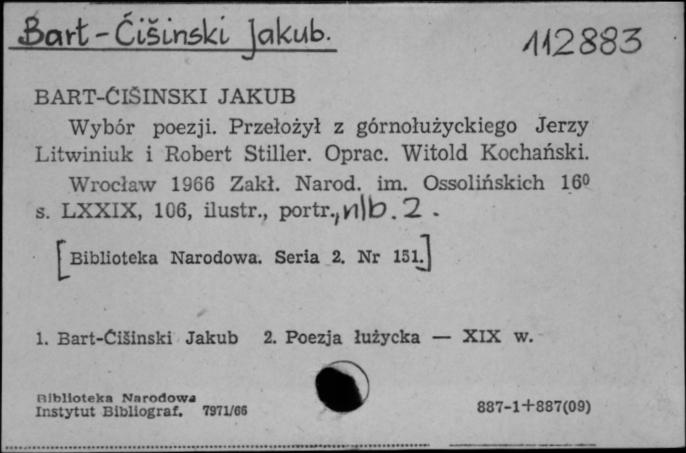 Bart-Ćišinski Jakub.
112883
BART-ĆIŠINSKI JAKUB
Wybór poezji. Przełożył z górnołużyckiego Jerzy
Litwiniuk i Robert Stiller. Oprac. Witold Kochański.
Wrocław 1966 Zakł. Narod. im. Ossolińskich 16º
s. LXXIX, 106, ilustr., portr., nlb. 2.
[Biblioteka Narodowa. Seria 2. Nr 151.]
1. Bart-Ćišinski Jakub 2. Poezja łużycka — XIX w.
Biblioteka Narodowa
Instytut Bibliograf. 7971/66
887-1+887(09)